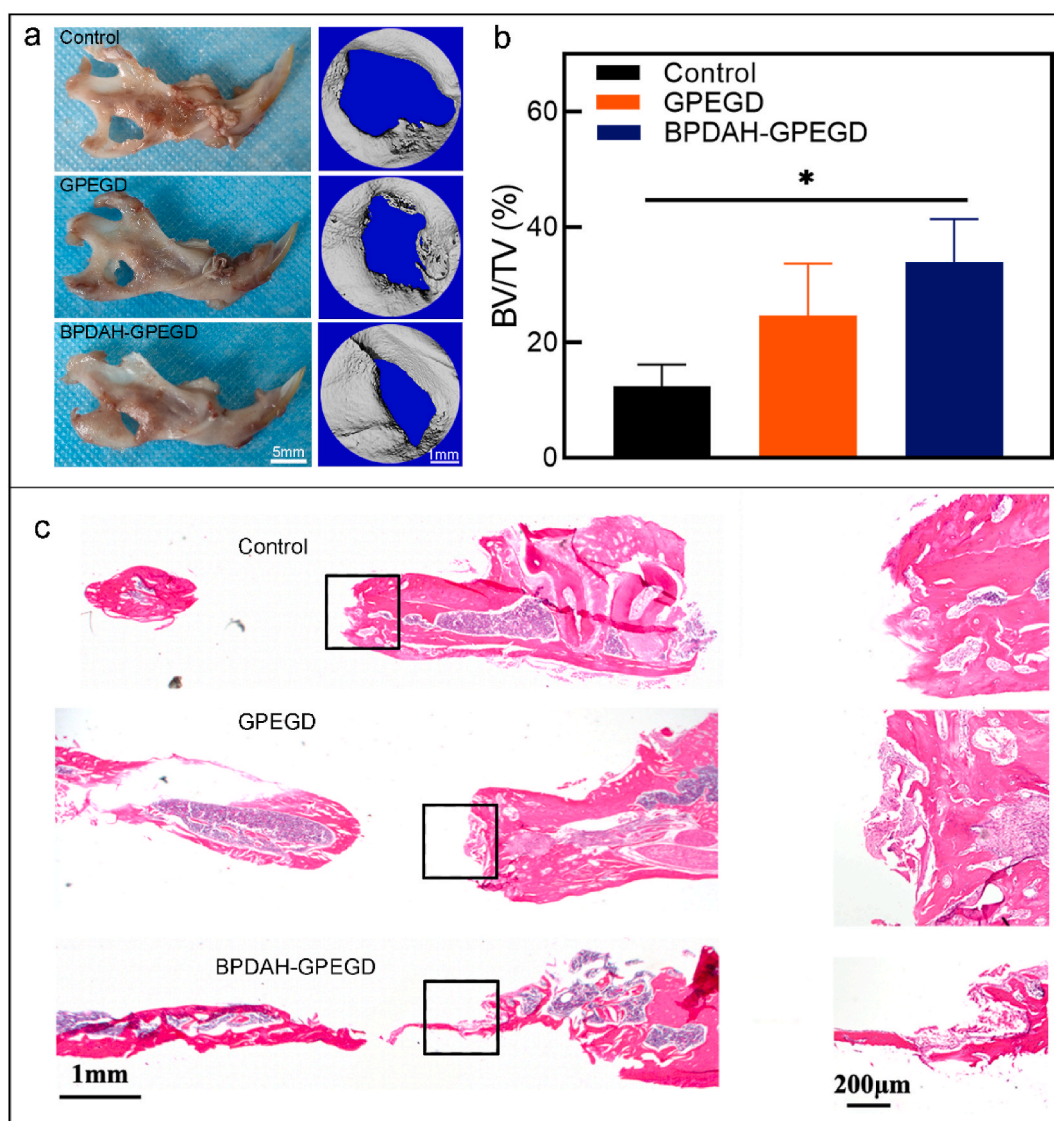 a
Control
GPEGD
BPDAH-GPEGD
5mm
1mm
b
Control
GPEGD
BPDAH-GPEGD
*
BV/TV (%)
60
40
20
0
c
Control
GPEGD
BPDAH-GPEGD
1mm
200μm